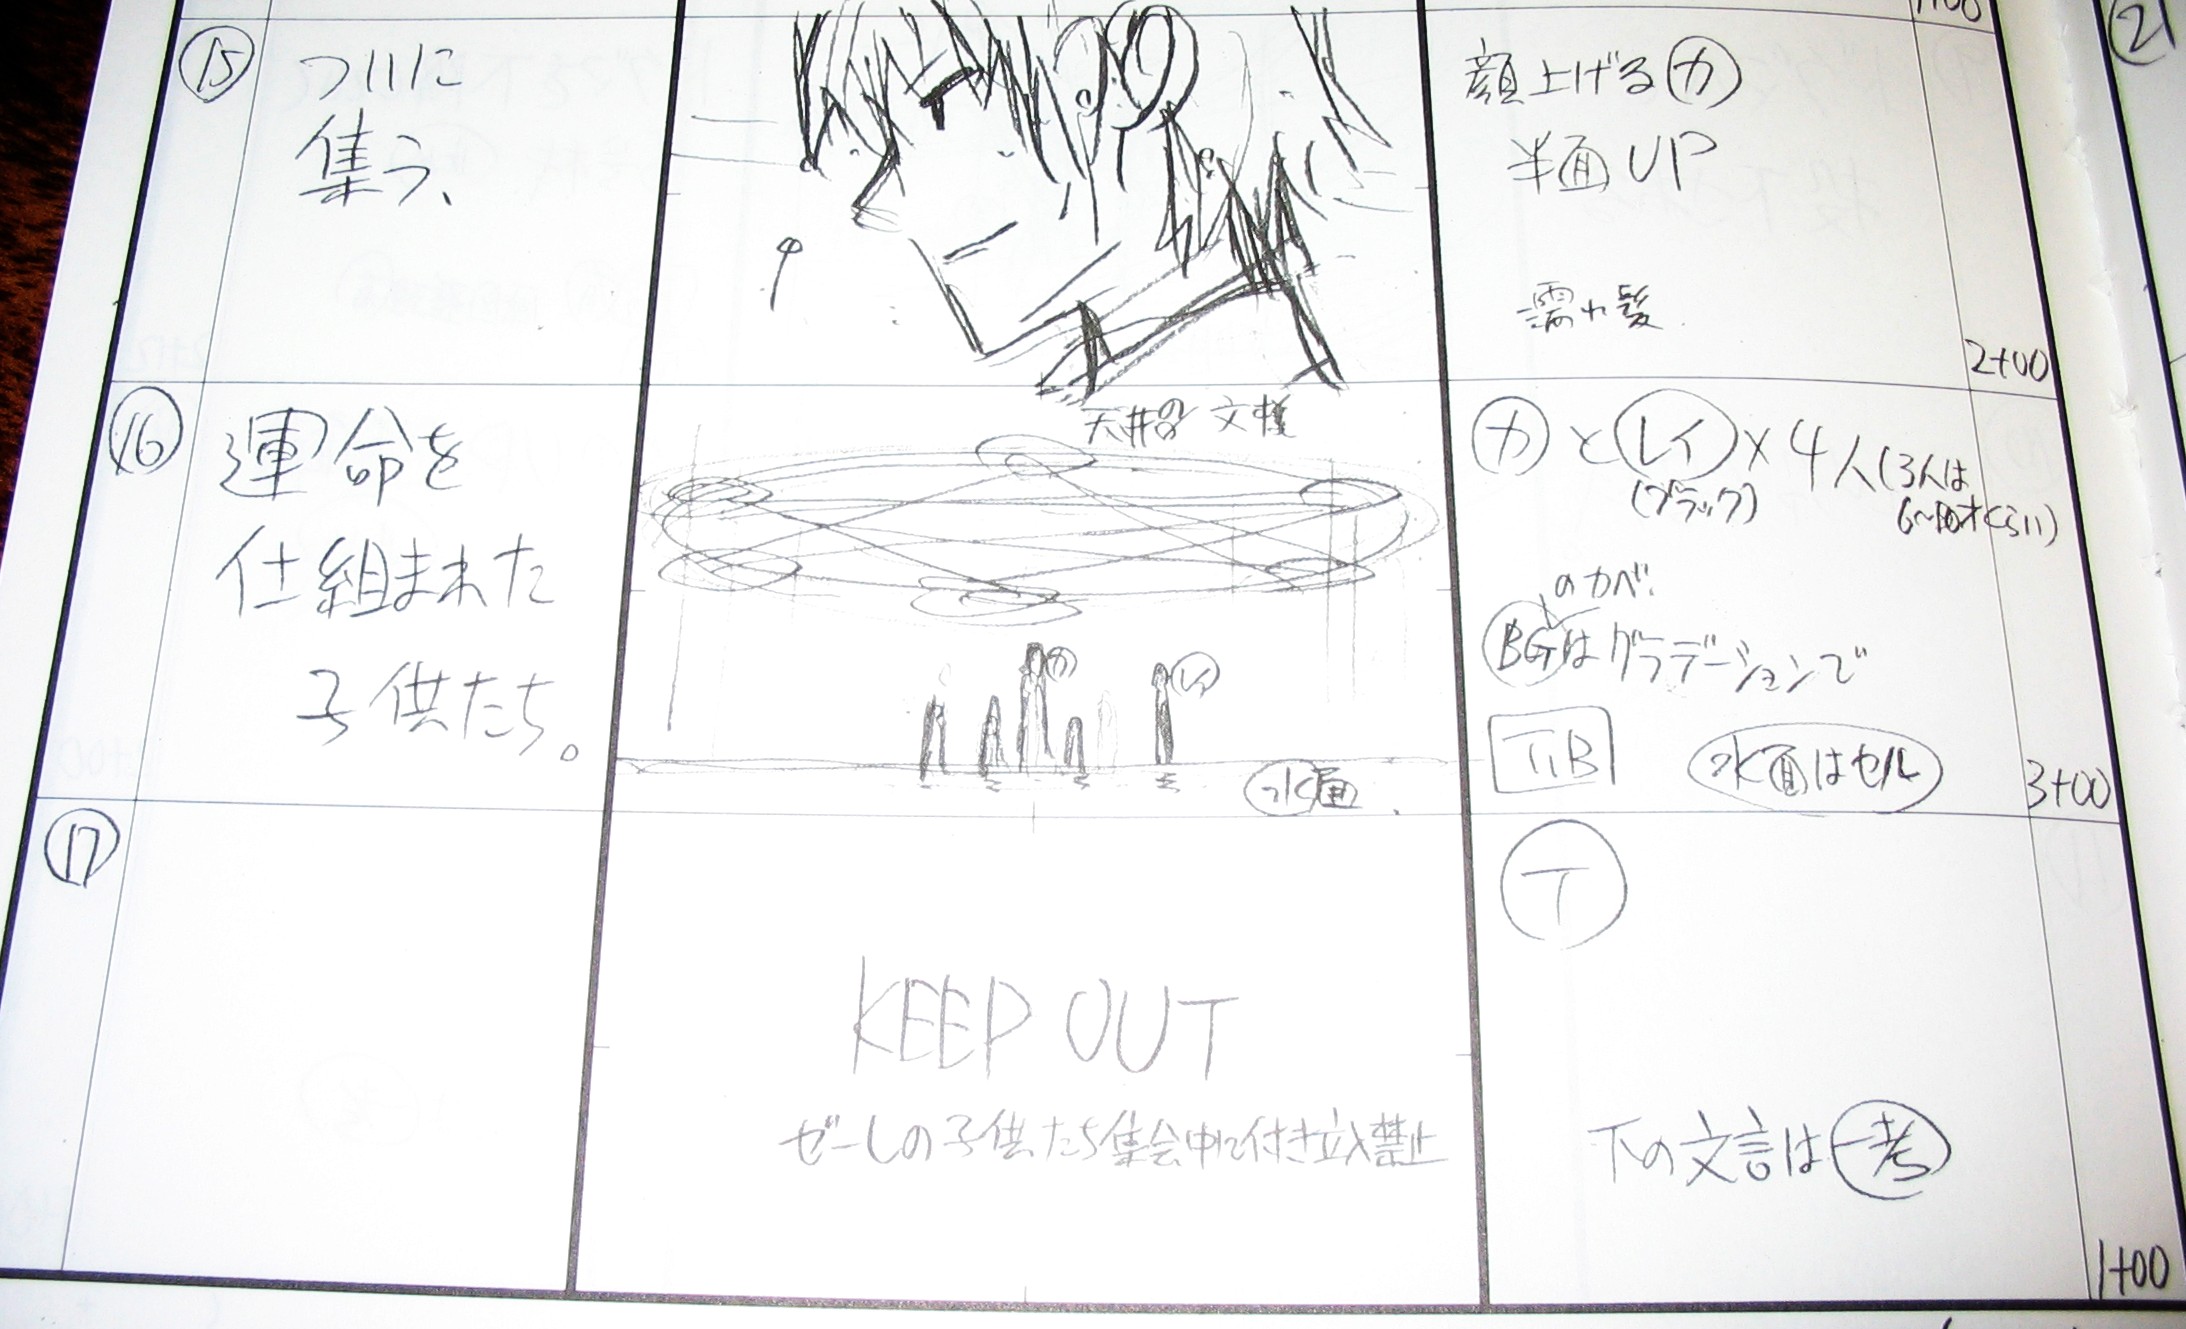 1+00
21
15
ついに
集う、
顔上げるカ
半面UP
濡れ髪
2+00
16
運命を
仕組まれた
子供たち。
天井の文様
カ
レイ
水面
カとレイ×4人(3人は
(ブラック)
6〜10才くらい)
のカベ
BGはグラデーションで
T.B
水面はセル
3+00
17
KEEP OUT
ゼーレの子供たち集会中に付き立入禁止
T
下の文言は一考
1+00